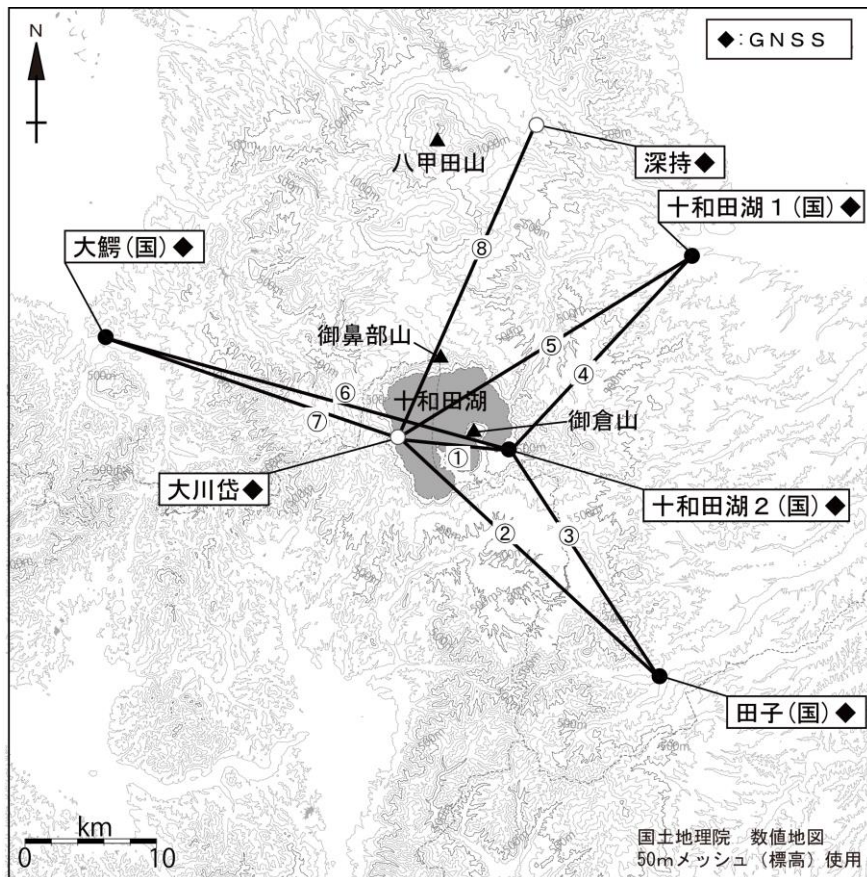 N
◆:GNSS
八甲田山
深持◆
十和田湖1(国)◆
大鰐(国)◆
⑧
御鼻部山
⑤
④
⑥
十和田湖
⑦
御倉山
①
大川岱◆
十和田湖2(国)◆
②
③
田子(国)◆
km
0 10
国土地理院 数値地図
50mメッシュ(標高)使用
500m
1000m